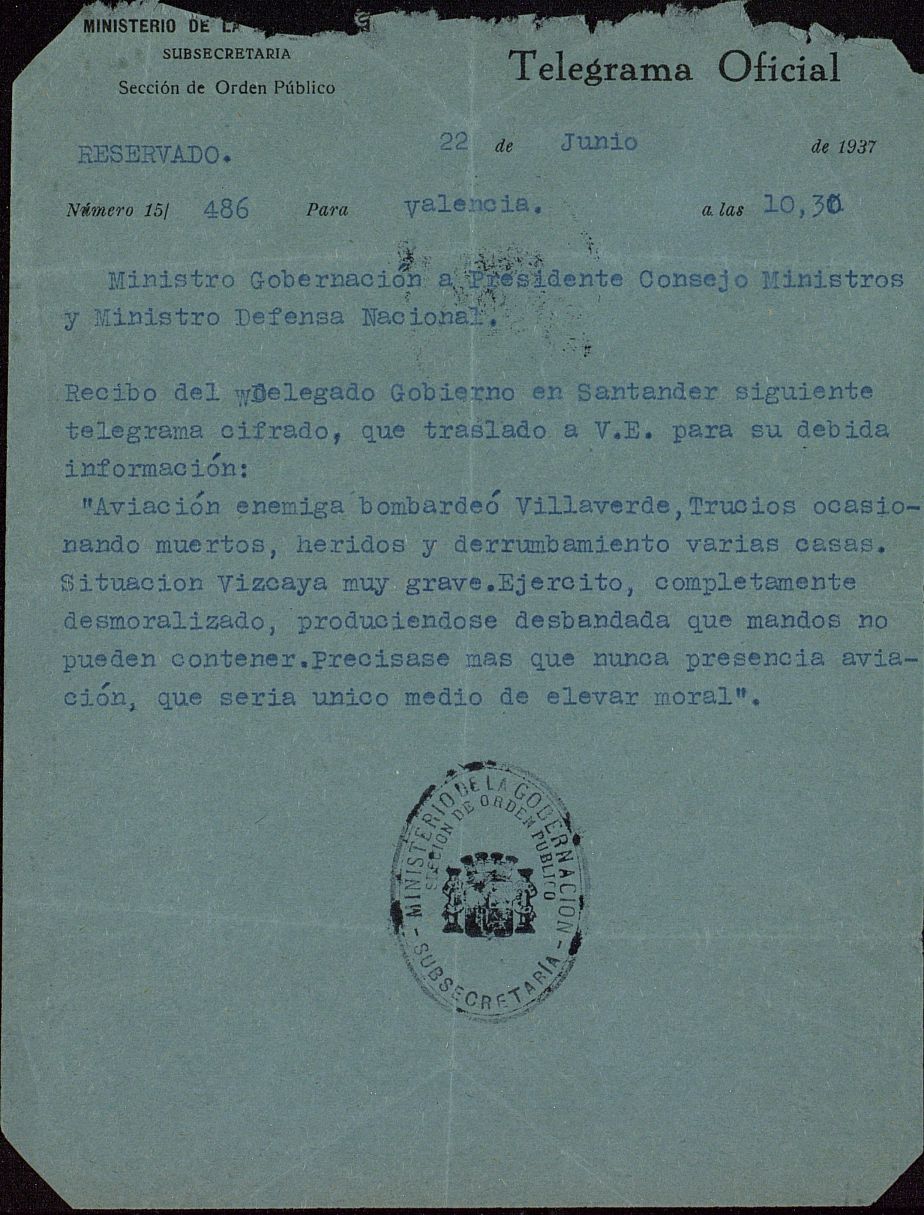 MINISTERIO DE LA
SUBSECRETARIA
Sección de Orden Público
Telegrama Oficial
RESERVADO.
22 de Junio de 1937
Número 15/ 486 Para valencia. a las 10,30
Ministro Gobernación a Presidente Consejo Ministros
y Ministro Defensa Nacional.
Recibo del wDelegado Gobierno en Santander siguiente
telegrama cifrado, que traslado a V.E. para su debida
información:
"Aviación enemiga bombardeó Villaverde,Trucios ocasio-
nando muertos, heridos y derrumbamiento varias casas.
Situacion Vizcaya muy grave.Ejercito, completamente
desmoralizado, produciendose desbandada que mandos no
pueden contener.Precisase mas que nunca presencia avia-
ción, que seria unico medio de elevar moral".
MINISTERIO DE LA GOBERNACION
SECCION DE ORDEN PUBLICO
- SUBSECRETARÍA -